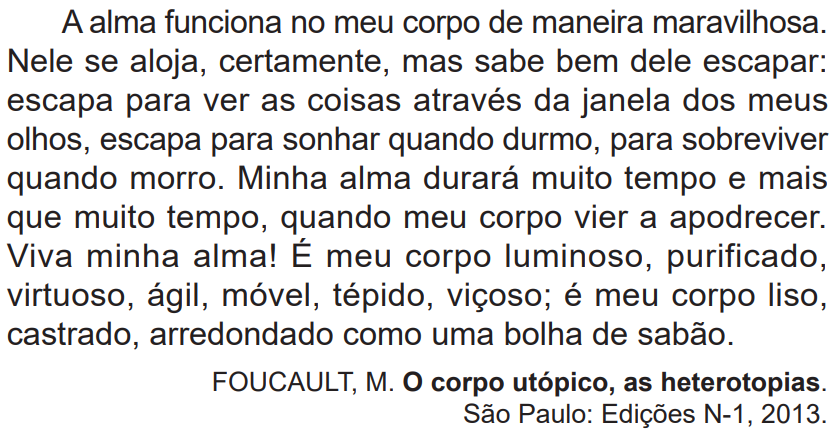 A alma funciona no meu corpo de maneira maravilhosa.
Nele se aloja, certamente, mas sabe bem dele escapar:
escapa para ver as coisas através da janela dos meus
olhos, escapa para sonhar quando durmo, para sobreviver
quando morro. Minha alma durará muito tempo e mais
que muito tempo, quando meu corpo vier a apodrecer.
Viva minha alma! É meu corpo luminoso, purificado,
virtuoso, ágil, móvel, tépido, viçoso; é meu corpo liso,
castrado, arredondado como uma bolha de sabão.
FOUCAULT, M. O corpo utópico, as heterotopias.
São Paulo: Edições N-1, 2013.